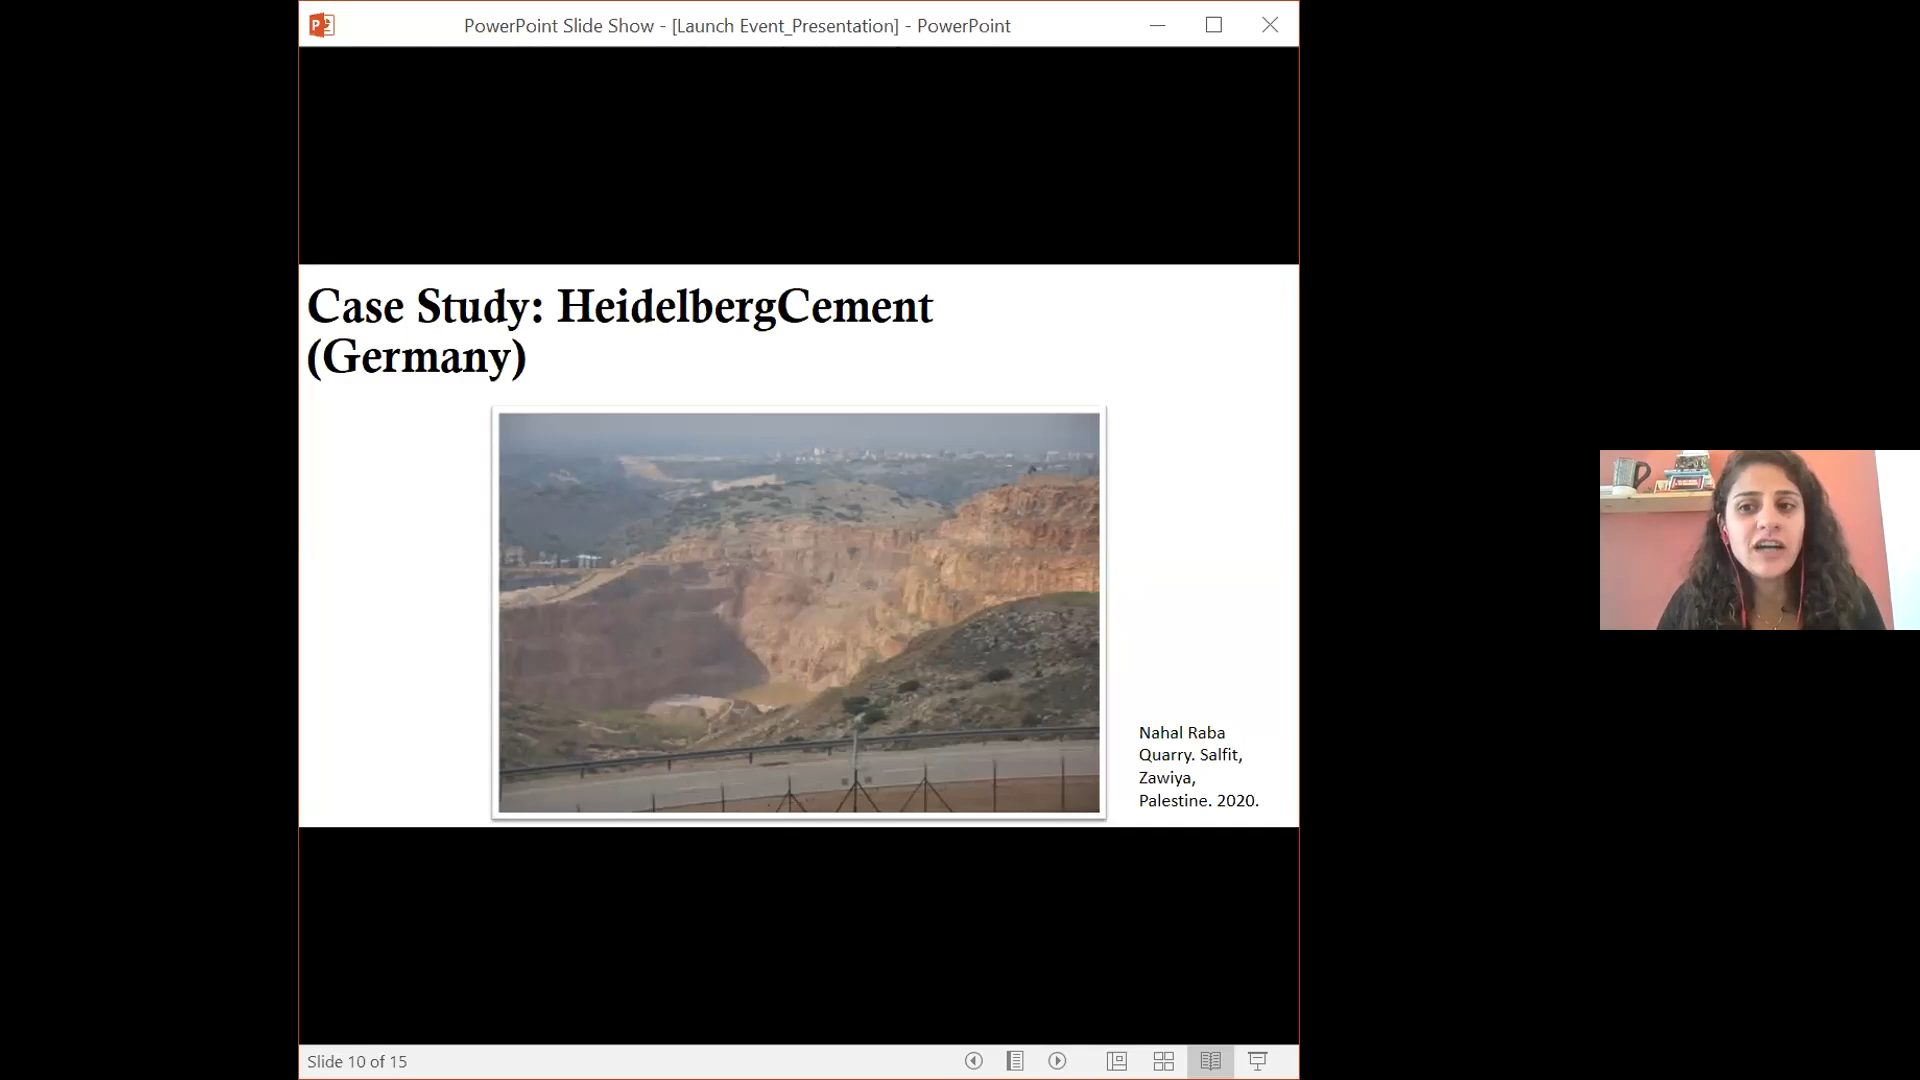 PowerPoint Slide Show - [Launch Event_Presentation] - PowerPoint
Case Study: HeidelbergCement
(Germany)
Nahal Raba
Quarry. Salfit,
Zawiya,
Palestine. 2020.
Slide 10 of 15